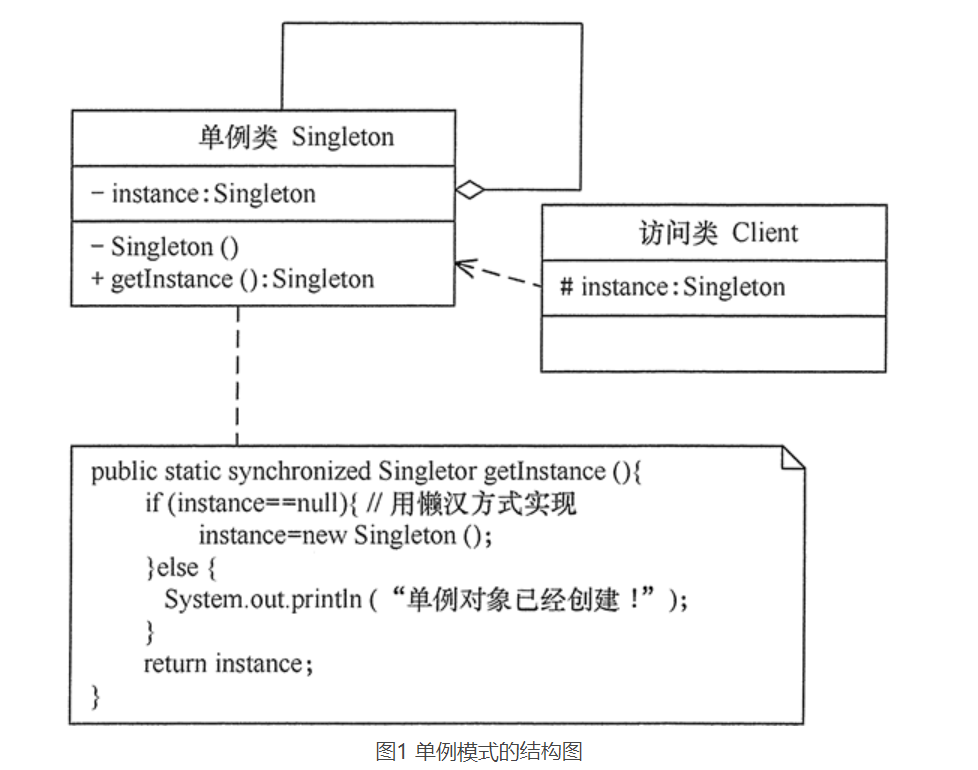 单例类 Singleton
- instance:Singleton
- Singleton ()
+ getInstance ():Singleton
访问类 Client
# instance:Singleton
public static synchronized Singletor getInstance (){
if (instance==null){ // 用懒汉方式实现
instance=new Singleton ();
}else {
System.out.println ( “单例对象已经创建！” );
}
return instance;
}
图1 单例模式的结构图